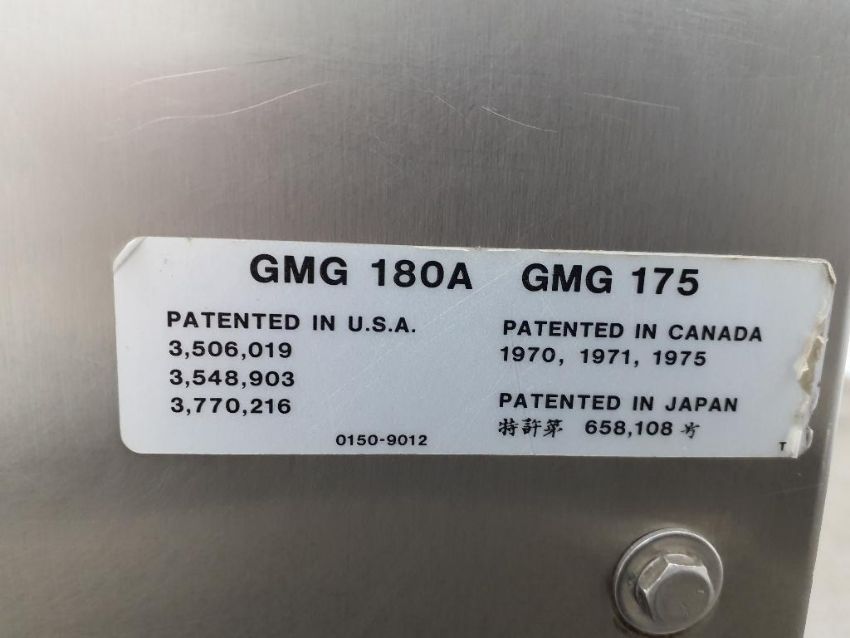 GMG 180A GMG 175
PATENTED IN U.S.A.
3,506,019
3,548,903
3,770,216
0150-9012
PATENTED IN CANADA
1970, 1971, 1975
PATENTED IN JAPAN
特許第 658,108 号
T